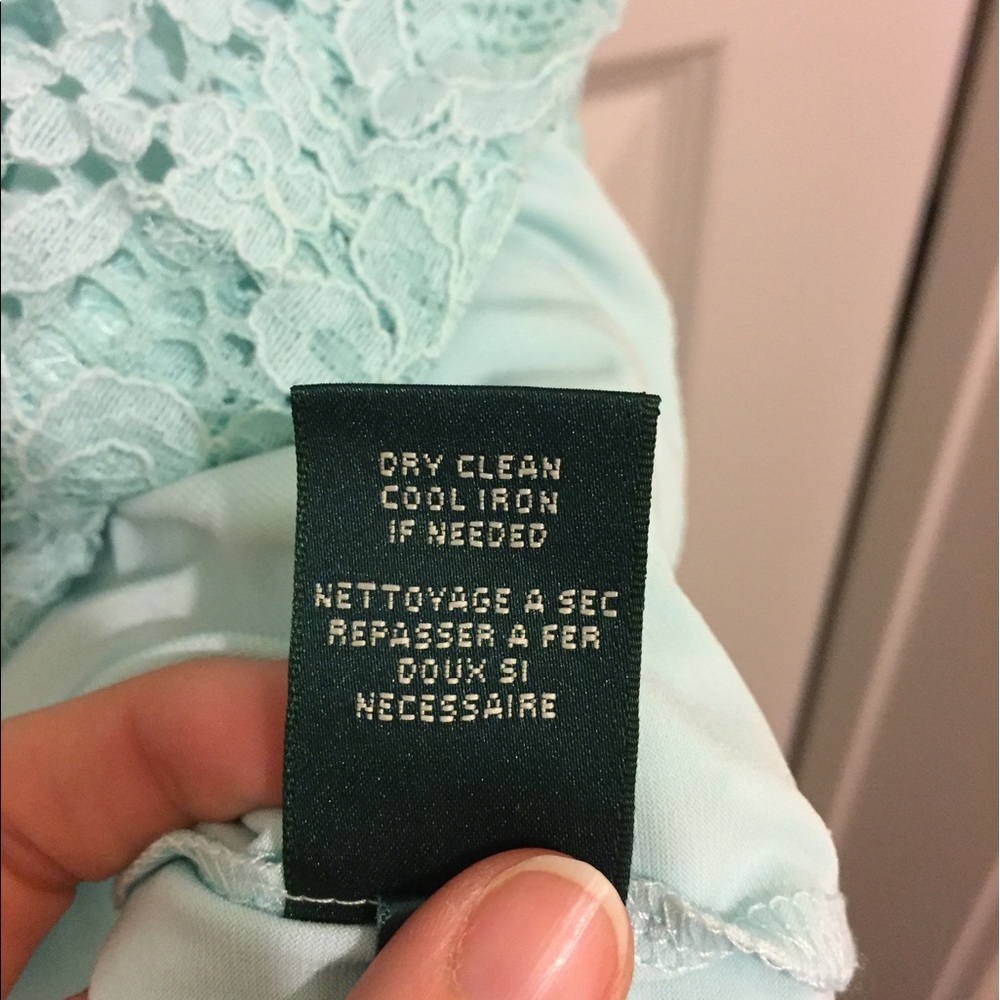 DRY CLEAN
COOL IRON
IF NEEDED
NETTOYAGE A SEC
REPASSER A FER
DOUX SI
NECESSAIRE